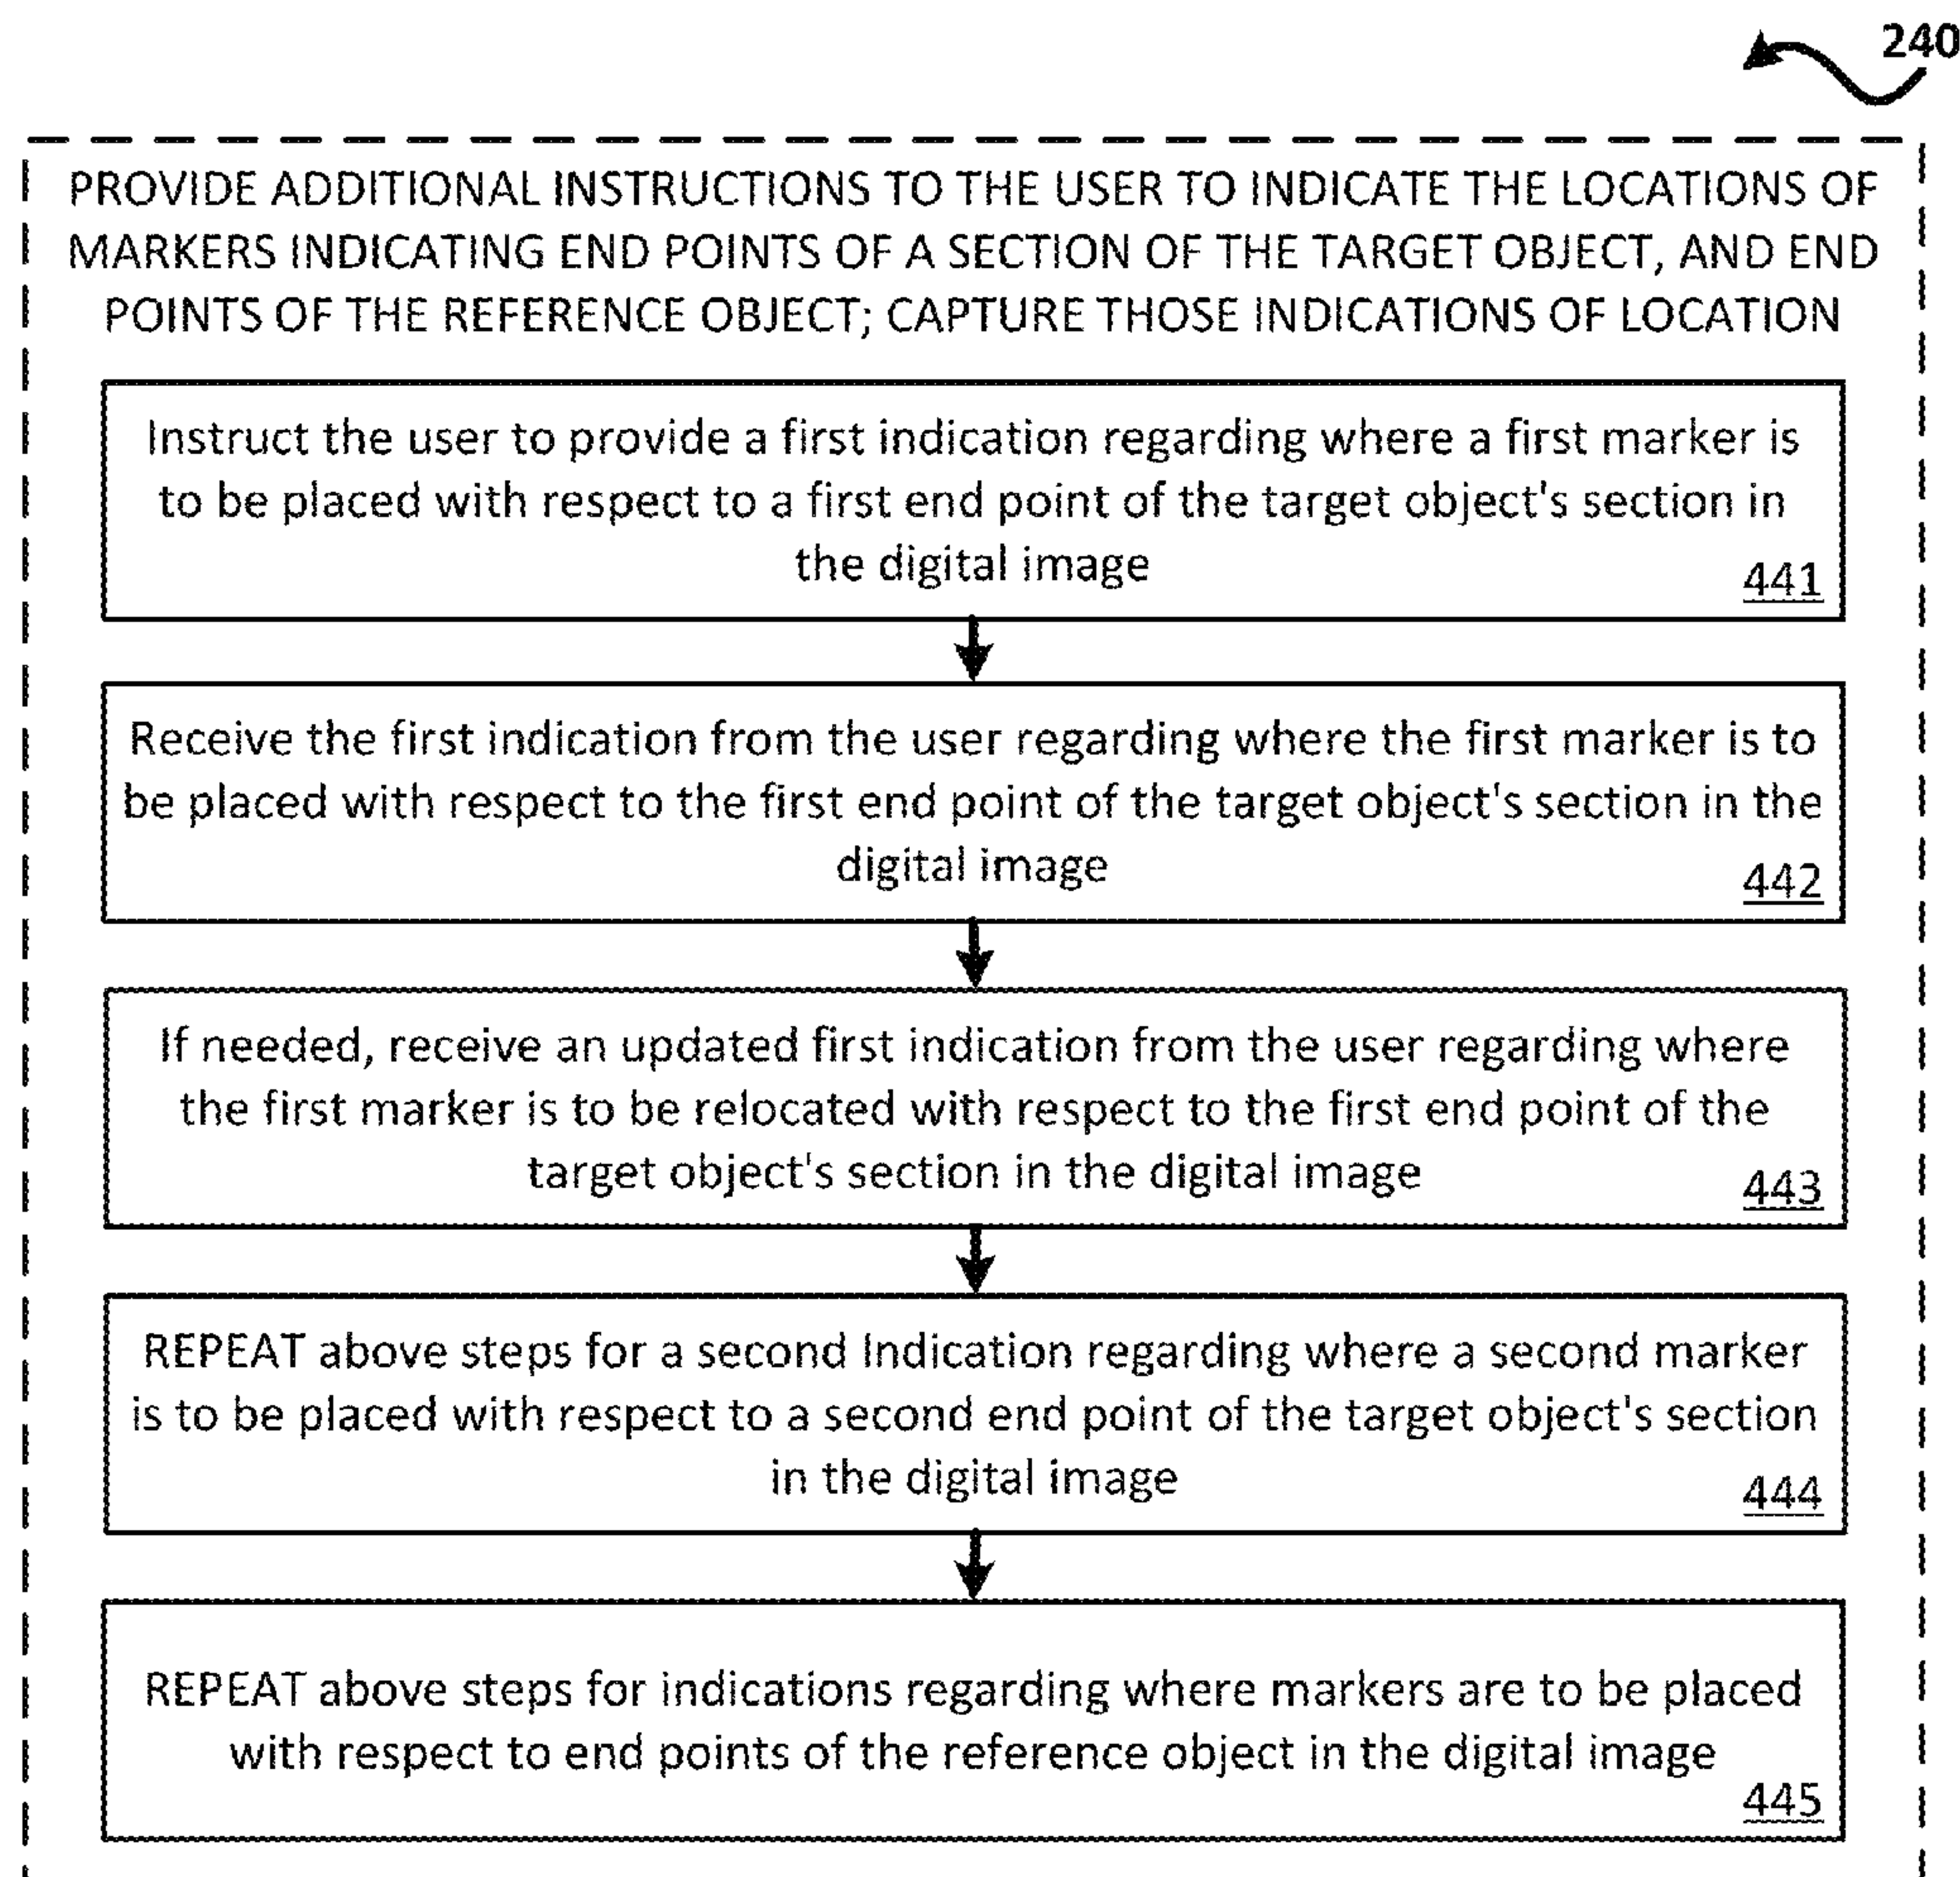 240
PROVIDE ADDITIONAL INSTRUCTIONS TO THE USER TO INDICATE THE LOCATIONS OF
MARKERS INDICATING END POINTS OF A SECTION OF THE TARGET OBJECT, AND END
POINTS OF THE REFERENCE OBJECT; CAPTURE THOSE INDICATIONS OF LOCATION
Instruct the user to provide a first indication regarding where a first marker is
to be placed with respect to a first end point of the target object's section in
the digital image
441
Receive the first indication from the user regarding where the first marker is to
be placed with respect to the first end point of the target object's section in the
digital image
442
If needed, receive an updated first indication from the user regarding where
the first marker is to be relocated with respect to the first end point of the
target object's section in the digital image
443
REPEAT above steps for a second Indication regarding where a second marker
is to be placed with respect to a second end point of the target object's section
in the digital image
444
REPEAT above steps for indications regarding where markers are to be placed
with respect to end points of the reference object in the digital image
445